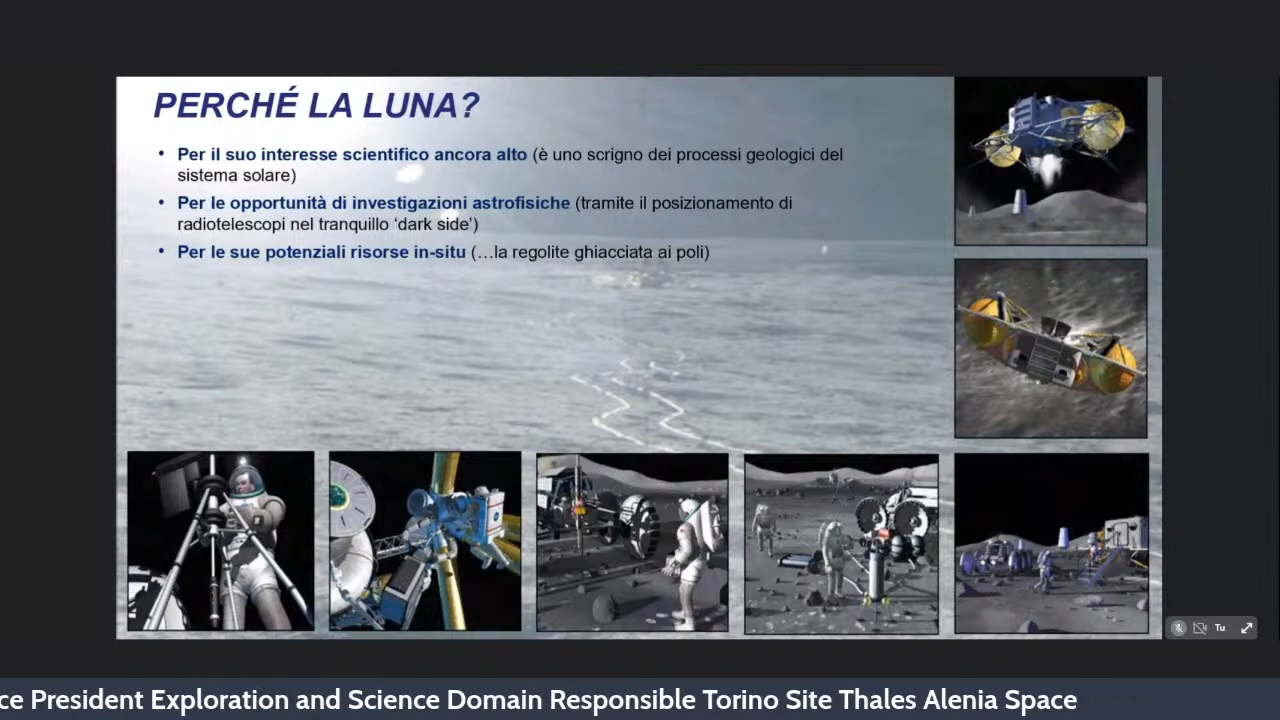 PERCHÉ LA LUNA?
• Per il suo interesse scientifico ancora alto (è uno scrigno dei processi geologici del
sistema solare)
• Per le opportunità di investigazioni astrofisiche (tramite il posizionamento di
radiotelescopi nel tranquillo ‘dark side’)
• Per le sue potenziali risorse in-situ (…la regolite ghiacciata ai poli)
Tu
ce President Exploration and Science Domain Responsible Torino Site Thales Alenia Space